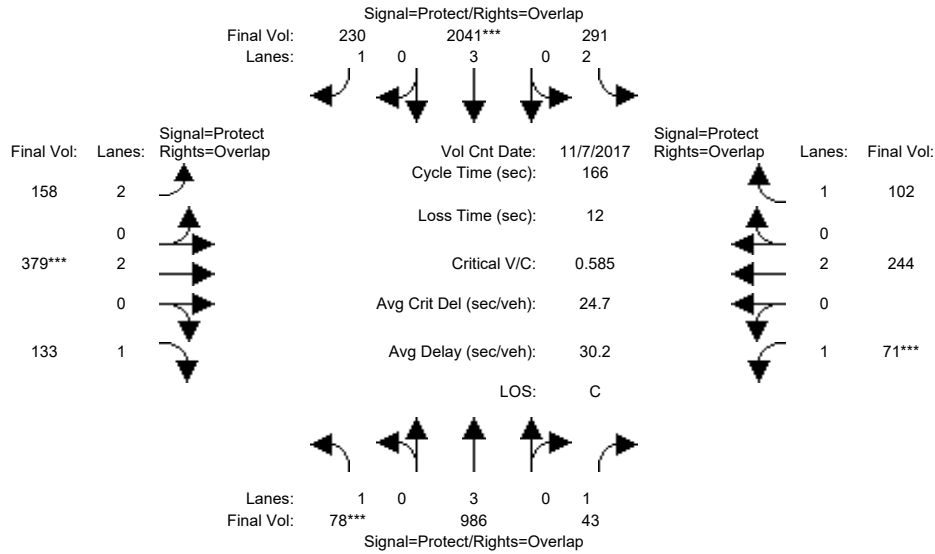 Signal=Protect/Rights=Overlap
Final Vol: 230 2041*** 291
Lanes: 1 0 3 0 2
Signal=Protect
Final Vol: Lanes: Rights=Overlap
Vol Cnt Date: 11/7/2017
Signal=Protect
Rights=Overlap Lanes: Final Vol:
Cycle Time (sec): 166
158 2
1 102
Loss Time (sec): 12
0
0
379*** 2
Critical V/C: 0.585
2 244
0
Avg Crit Del (sec/veh): 24.7
0
133 1
Avg Delay (sec/veh): 30.2
1 71***
LOS: C
Lanes: 1 0 3 0 1
Final Vol: 78*** 986 43
Signal=Protect/Rights=Overlap